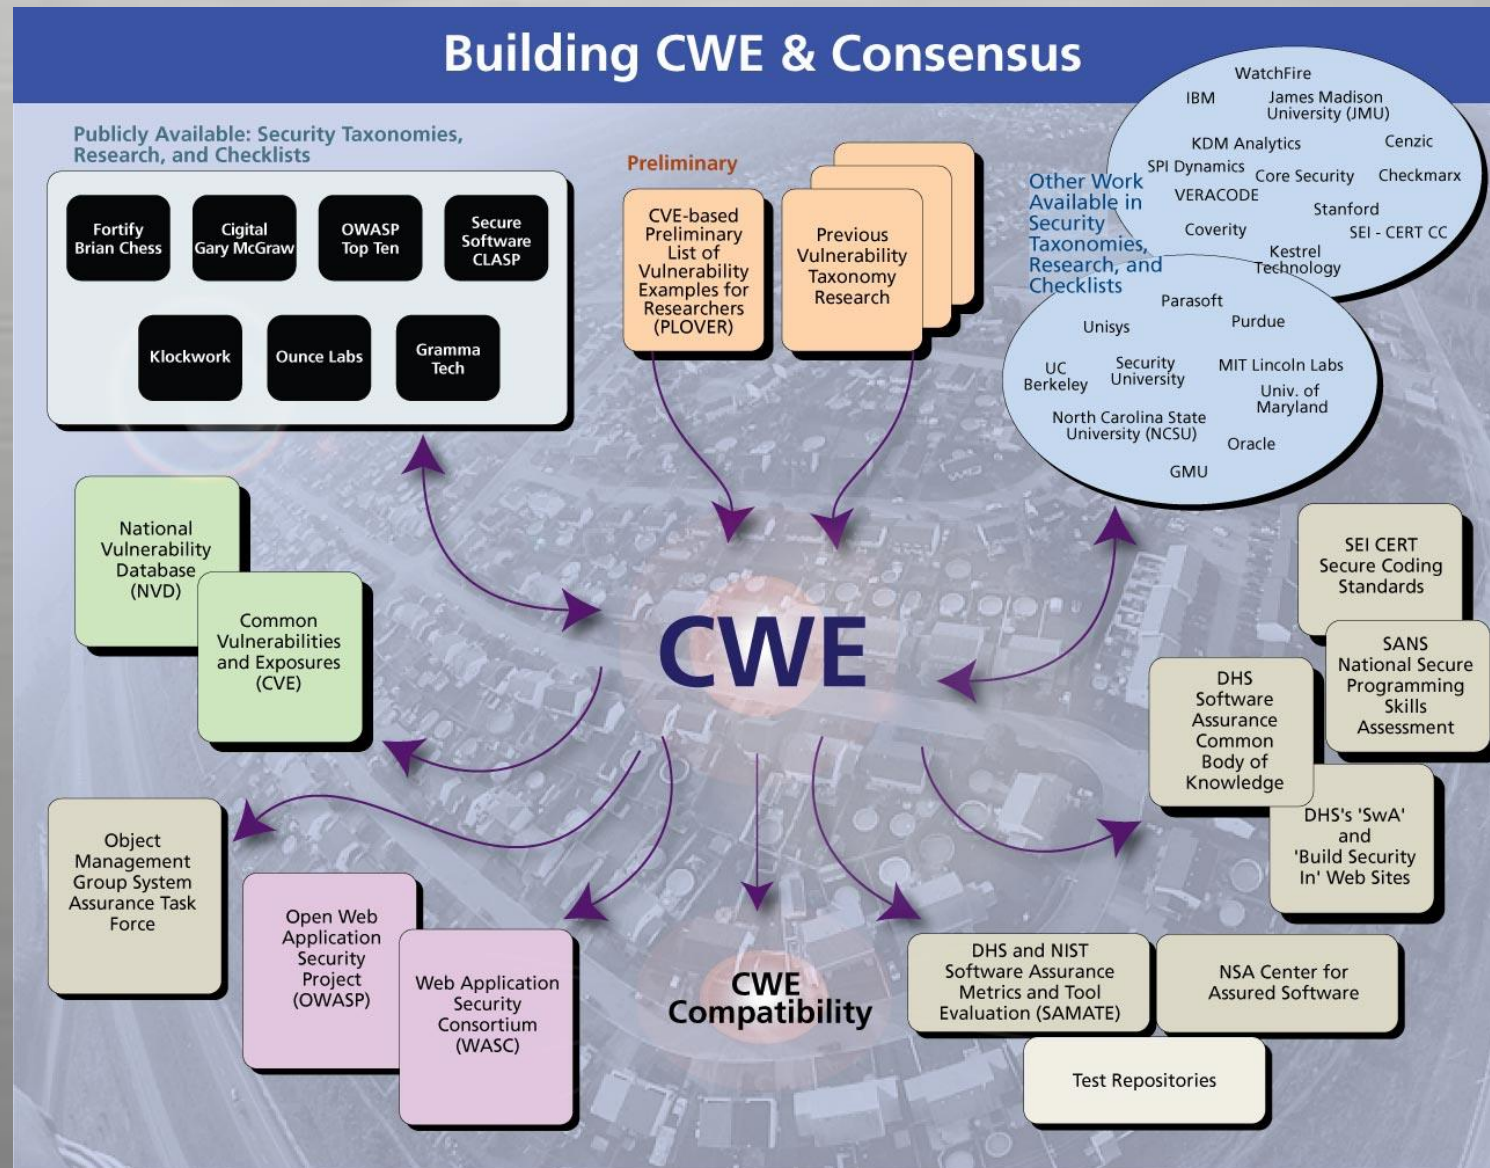 Building CWE & Consensus
Publicly Available: Security Taxonomies,
Research, and Checklists
Fortify
Brian Chess
Cigital
Gary McGraw
OWASP
Top Ten
Secure
Software
CLASP
Klockwork
Ounce Labs
Gramma
Tech
Preliminary
CVE-based
Preliminary
List of
Vulnerability
Examples for
Researchers
(PLOVER)
Previous
Vulnerability
Taxonomy
Research
Other Work
Available in
Security
Taxonomies,
Research, and
Checklists
WatchFire
IBM
James Madison
University (JMU)
KDM Analytics
Cenzic
SPI Dynamics
Core Security
Checkmarx
VERACODE
Stanford
Coverity
SEI - CERT CC
Kestrel
Technology
Parasoft
Unisys
Purdue
UC
Berkeley
Security
University
MIT Lincoln Labs
Univ. of
Maryland
North Carolina State
University (NCSU)
Oracle
GMU
National
Vulnerability
Database
(NVD)
Common
Vulnerabilities
and Exposures
(CVE)
CWE
SEI CERT
Secure Coding
Standards
SANS
National Secure
Programming
Skills
Assessment
DHS
Software
Assurance
Common
Body of
Knowledge
DHS's 'SwA'
and
'Build Security
In' Web Sites
Object
Management
Group System
Assurance Task
Force
Open Web
Application
Security
Project
(OWASP)
Web Application
Security
Consortium
(WASC)
CWE
Compatibility
DHS and NIST
Software Assurance
Metrics and Tool
Evaluation (SAMATE)
NSA Center for
Assured Software
Test Repositories